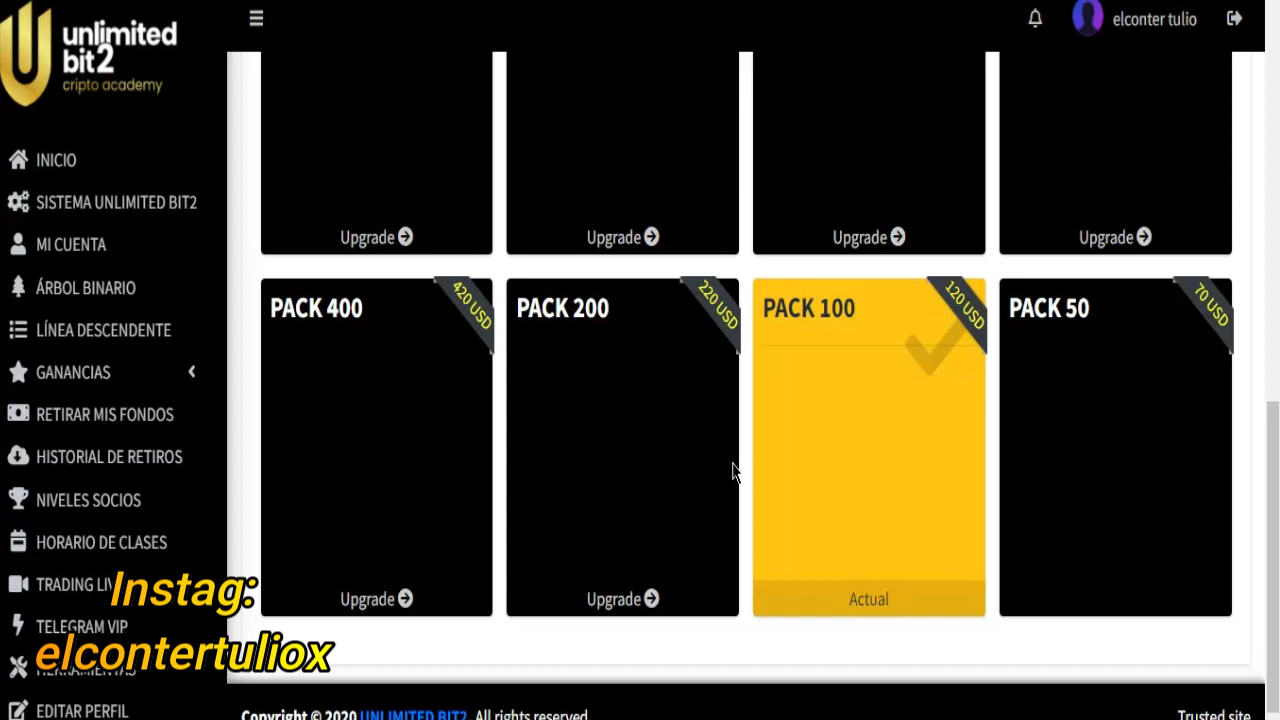 unlimited
bit2
cripto academy
elconter tulio
INICIO
SISTEMA UNLIMITED BIT2
MI CUENTA
ÁRBOL BINARIO
LÍNEA DESCENDENTE
GANANCIAS
RETIRAR MIS FONDOS
HISTORIAL DE RETIROS
NIVELES SOCIOS
HORARIO DE CLASES
TRADING
TELEGRAM VIP
EDITAR PERFIL
Upgrade
Upgrade
Upgrade
Upgrade
PACK 400
420 USD
Upgrade
PACK 200
220 USD
Upgrade
PACK 100
120 USD
Actual
PACK 50
70 USD
Instag:
elcontertuliox
Copyright © 2020 UNLIMITED BIT2. All rights reserved
Trusted site